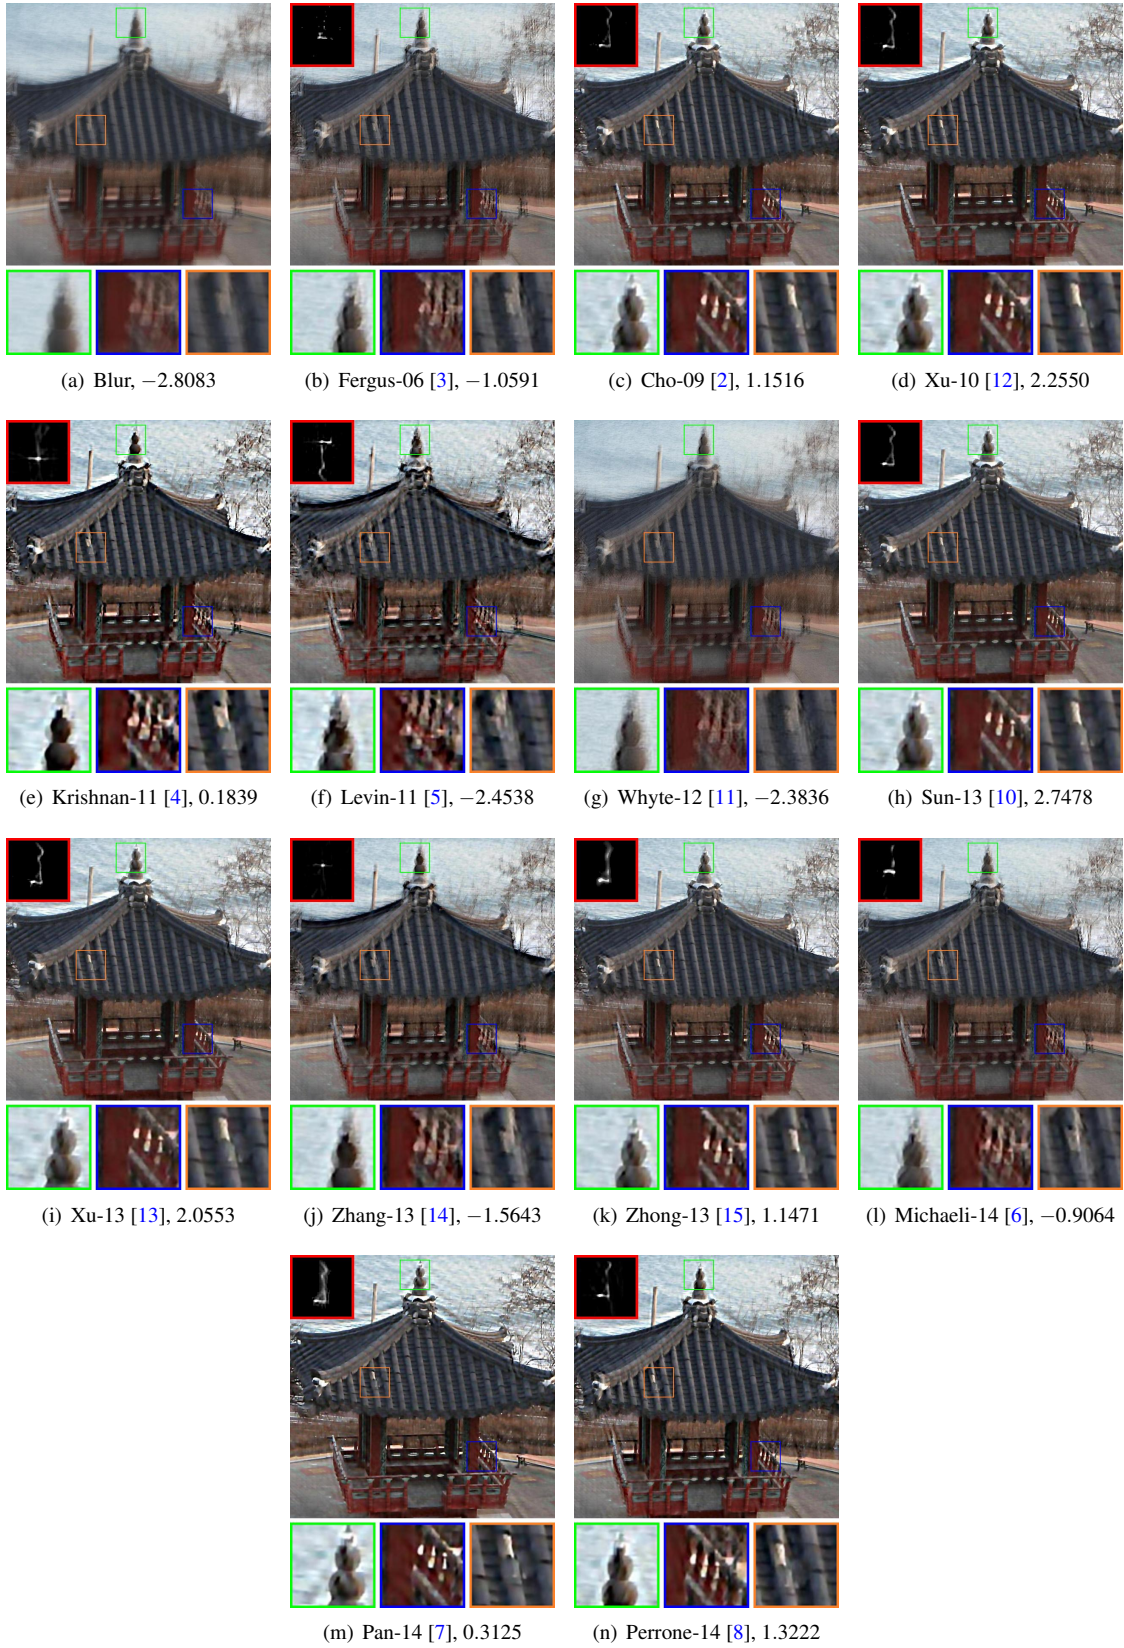 (a) Blur, −2.8083
(b) Fergus-06 [3], −1.0591
(c) Cho-09 [2], 1.1516
(d) Xu-10 [12], 2.2550
(e) Krishnan-11 [4], 0.1839
(f) Levin-11 [5], −2.4538
(g) Whyte-12 [11], −2.3836
(h) Sun-13 [10], 2.7478
(i) Xu-13 [13], 2.0553
(j) Zhang-13 [14], −1.5643
(k) Zhong-13 [15], 1.1471
(l) Michaeli-14 [6], −0.9064
(m) Pan-14 [7], 0.3125
(n) Perrone-14 [8], 1.3222